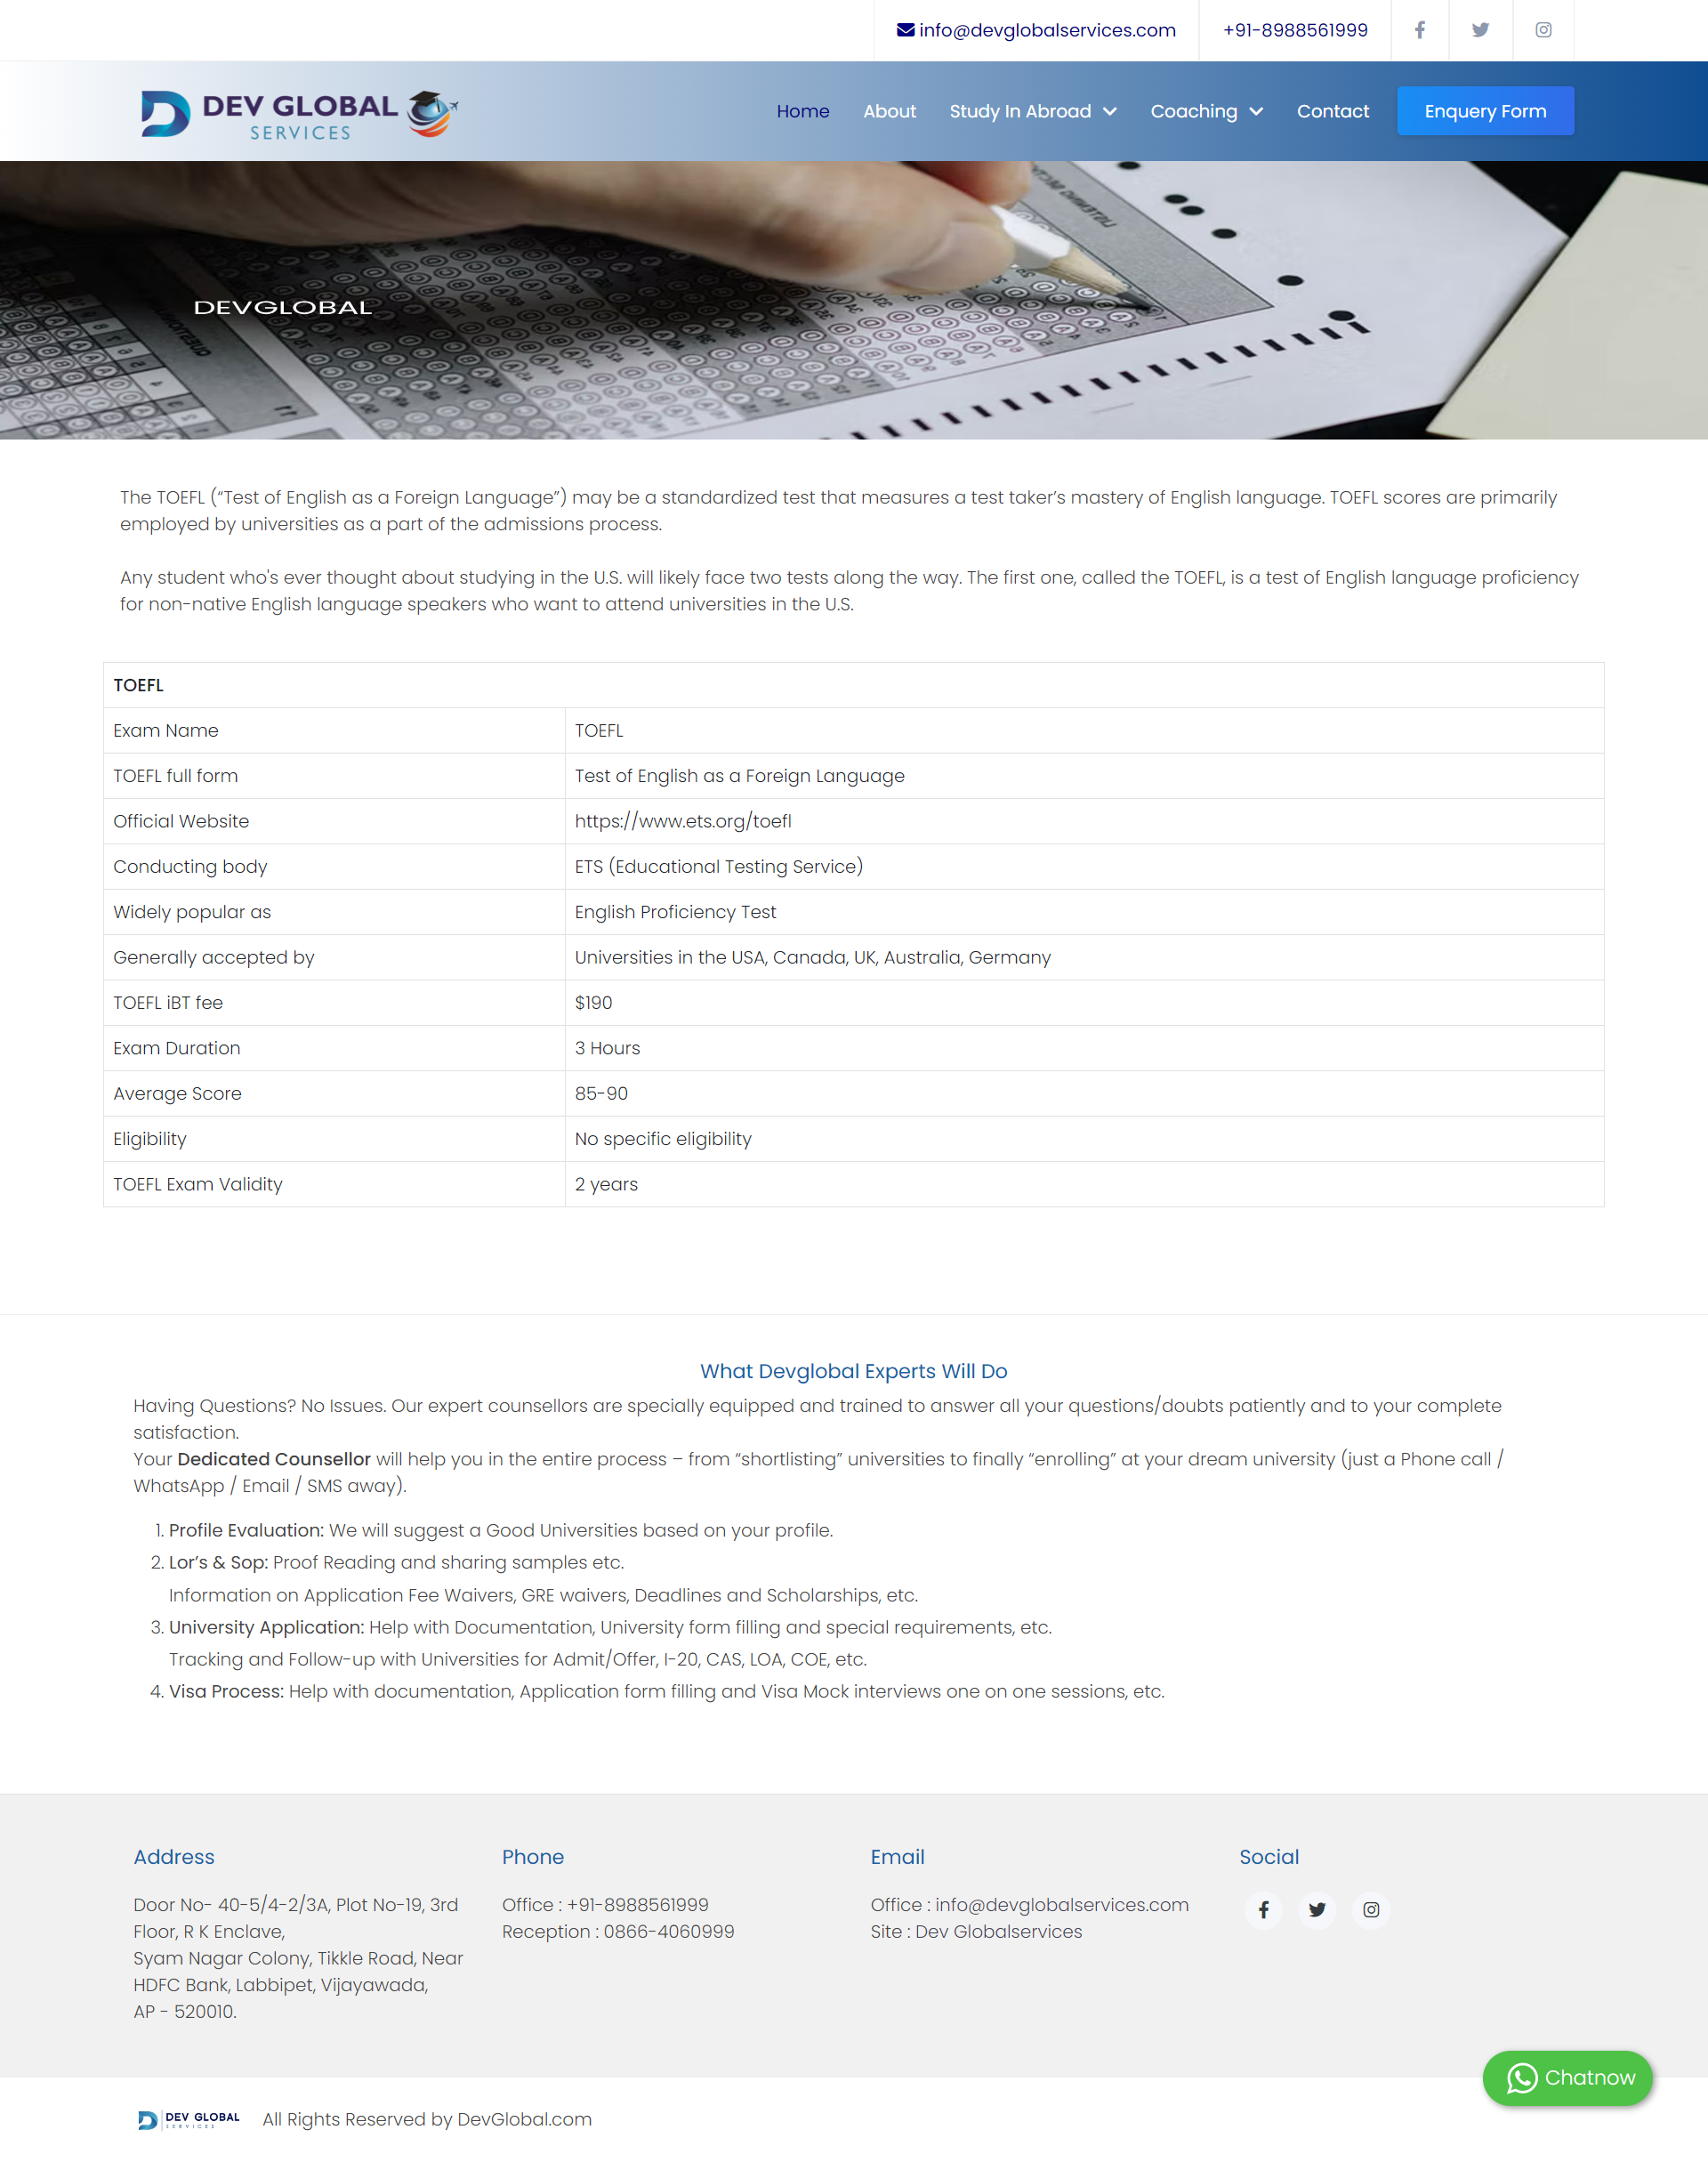 info@devglobalservices.com
+91-8988561999
DEV GLOBAL
SERVICES
Home
About
Study In Abroad
Coaching
Contact
Enquery Form
LISTENING SECTION
DEVGLOBAL
The TOEFL (“Test of English as a Foreign Language”) may be a standardized test that measures a test taker’s mastery of English language. TOEFL scores are primarily
employed by universities as a part of the admissions process.
Any student who's ever thought about studying in the U.S. will likely face two tests along the way. The first one, called the TOEFL, is a test of English language proficiency
for non-native English language speakers who want to attend universities in the U.S.
TOEFL
Exam Name TOEFL
TOEFL full form Test of English as a Foreign Language
Official Website https://www.ets.org/toefl
Conducting body ETS (Educational Testing Service)
Widely popular as English Proficiency Test
Generally accepted by Universities in the USA, Canada, UK, Australia, Germany
TOEFL iBT fee $190
Exam Duration 3 Hours
Average Score 85-90
Eligibility No specific eligibility
TOEFL Exam Validity 2 years
What Devglobal Experts Will Do
Having Questions? No Issues. Our expert counsellors are specially equipped and trained to answer all your questions/doubts patiently and to your complete
satisfaction.
Your Dedicated Counsellor will help you in the entire process – from “shortlisting” universities to finally “enrolling” at your dream university (just a Phone call /
WhatsApp / Email / SMS away).
1. Profile Evaluation: We will suggest a Good Universities based on your profile.
2. Lor’s & Sop: Proof Reading and sharing samples etc.
Information on Application Fee Waivers, GRE waivers, Deadlines and Scholarships, etc.
3. University Application: Help with Documentation, University form filling and special requirements, etc.
Tracking and Follow-up with Universities for Admit/Offer, I-20, CAS, LOA, COE, etc.
4. Visa Process: Help with documentation, Application form filling and Visa Mock interviews one on one sessions, etc.
Address
Door No- 40-5/4-2/3A, Plot No-19, 3rd
Floor, R K Enclave,
Syam Nagar Colony, Tikkle Road, Near
HDFC Bank, Labbipet, Vijayawada,
AP - 520010.
Phone
Office : +91-8988561999
Reception : 0866-4060999
Email
Office : info@devglobalservices.com
Site : Dev Globalservices
Social
Chatnow
DEV GLOBAL
SERVICES
All Rights Reserved by DevGlobal.com